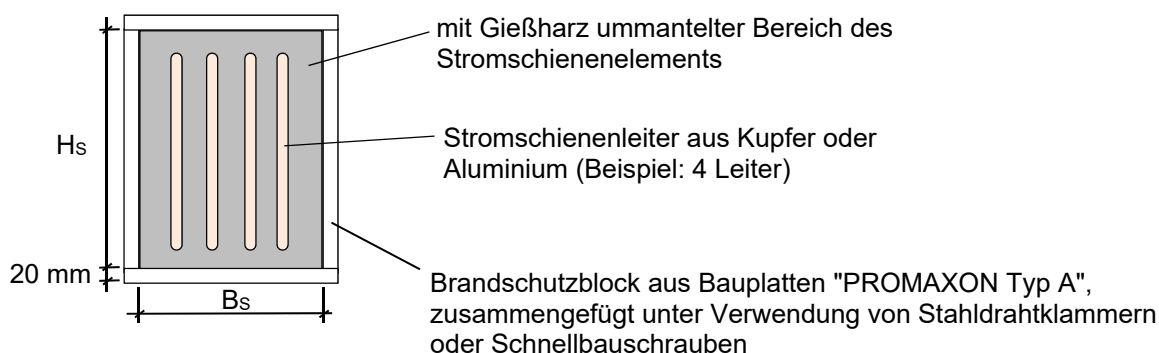 mit Gießharz ummantelter Bereich des
Stromschienenelements
Hs
Stromschienenleiter aus Kupfer oder
Aluminium (Beispiel: 4 Leiter)
20 mm
Bs
Brandschutzblock aus Bauplatten "PROMAXON Typ A",
zusammengefügt unter Verwendung von Stahldrahtklammern
oder Schnellbauschrauben